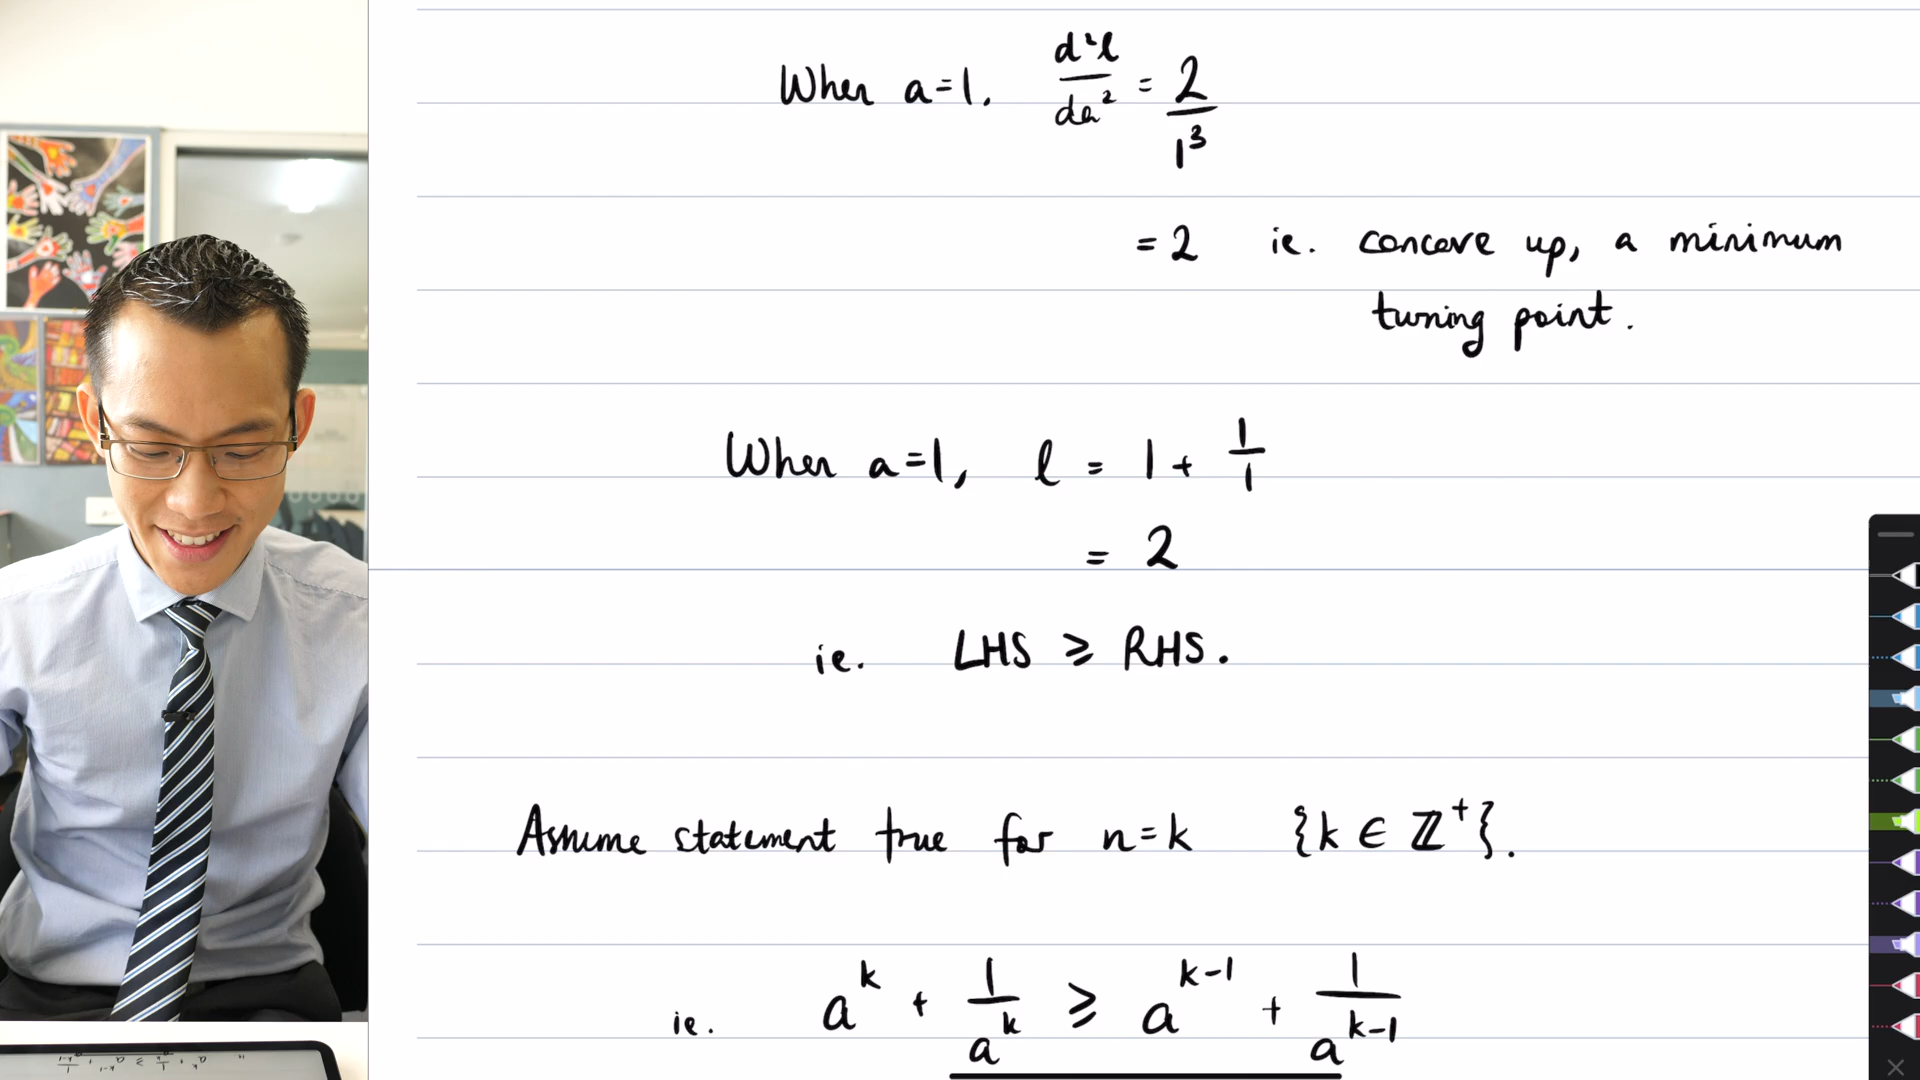 When a=1, d²l/da² = 2/1³
= 2 ie. concave up, a minimum
turning point.
When a=1, l = 1 + 1/1
= 2
ie. LHS ⩾ RHS.
Assume statement true for n=k {k ∈ ℤ⁺}.
ie. a^k + 1/a^k ⩾ a^(k-1) + 1/a^(k-1)